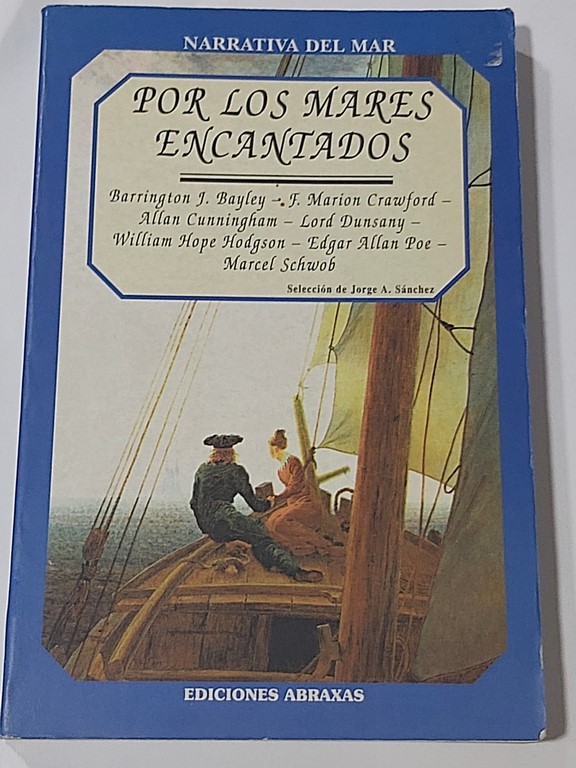 NARRATIVA DEL MAR
POR LOS MARES
ENCANTADOS
Barrington J. Bayley – F. Marion Crawford –
Allan Cunningham – Lord Dunsany –
William Hope Hodgson – Edgar Allan Poe –
Marcel Schwob
Selección de Jorge A. Sánchez
EDICIONES ABRAXAS